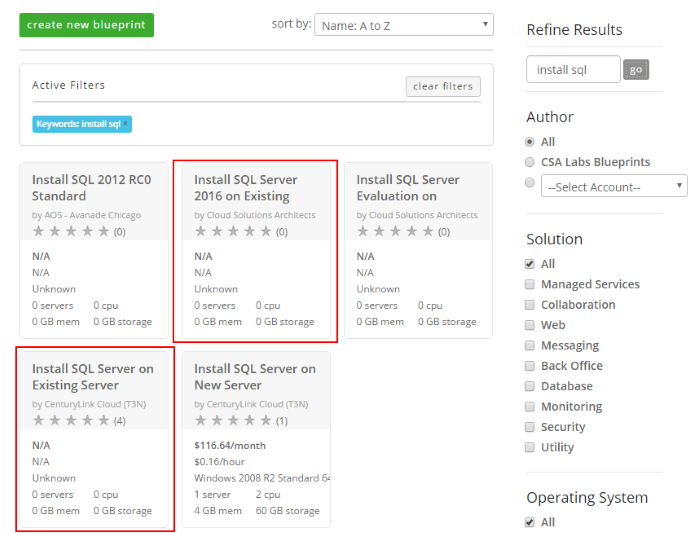 create new blueprint
sort by: Name: A to Z
Active Filters
clear filters
Keywords: install sql ×
Install SQL 2012 RC0
Standard
by AOS - Avanade Chicago
(0)
N/A
N/A
Unknown
0 servers 0 cpu
0 GB mem 0 GB storage
Install SQL Server
2016 on Existing
by Cloud Solutions Architects
(0)
N/A
N/A
Unknown
0 servers 0 cpu
0 GB mem 0 GB storage
Install SQL Server
Evaluation on
by Cloud Solutions Architects
(0)
N/A
N/A
Unknown
0 servers 0 cpu
0 GB mem 0 GB storage
Install SQL Server on
Existing Server
by CenturyLink Cloud (T3N)
(4)
N/A
N/A
Unknown
0 servers 0 cpu
0 GB mem 0 GB storage
Install SQL Server on
New Server
by CenturyLink Cloud (T3N)
(1)
$116.64/month
$0.16/hour
Windows 2008 R2 Standard 64
1 server 2 cpu
4 GB mem 60 GB storage
Refine Results
install sql go
Author
All
CSA Labs Blueprints
--Select Account--
Solution
All
Managed Services
Collaboration
Web
Messaging
Back Office
Database
Monitoring
Security
Utility
Operating System
All